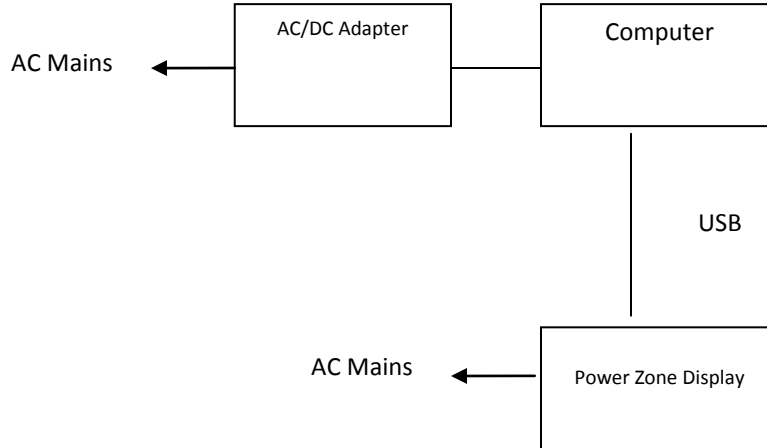 AC/DC Adapter
Computer
AC Mains
USB
AC Mains
Power Zone Display